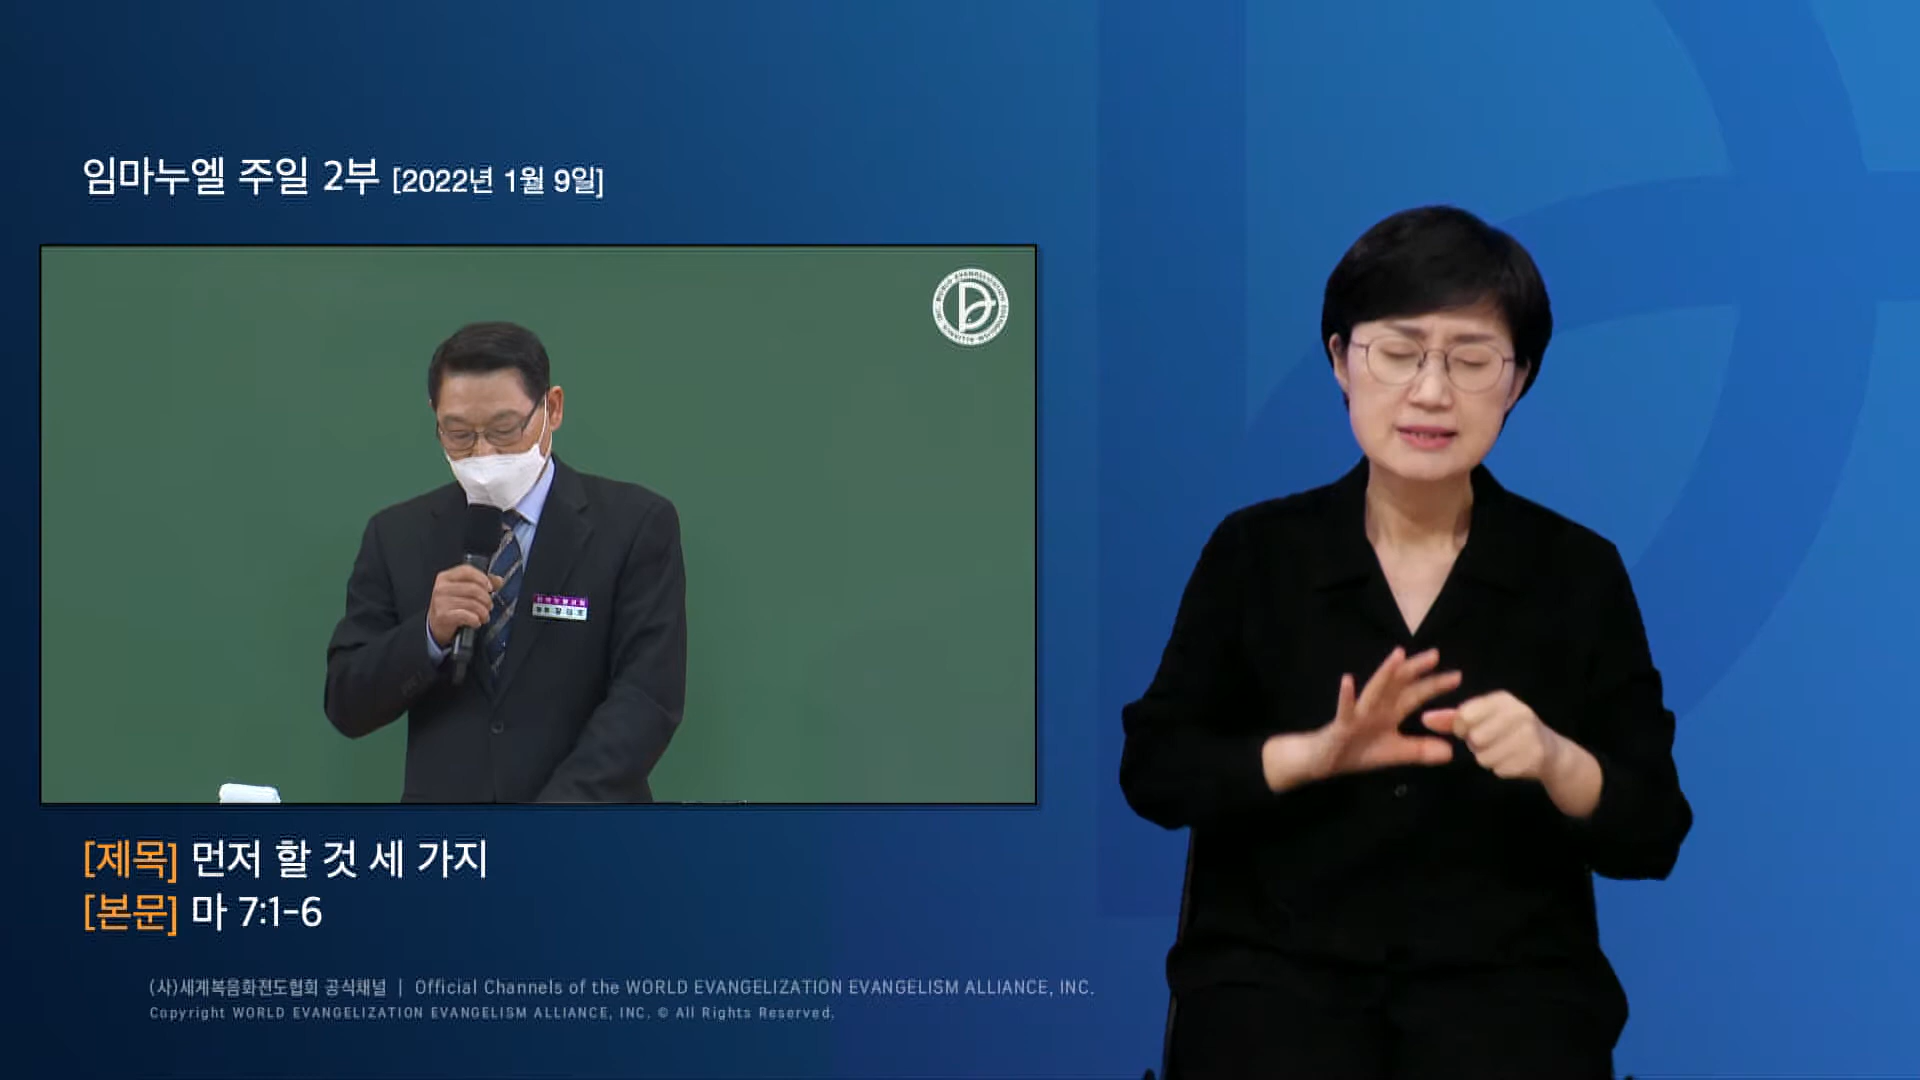 임마누엘 주일 2부 [2022년 1월 9일]
[제목] 먼저 할 것 세 가지
[본문] 마 7:1-6
(사)세계복음화전도협회 공식채널 | Official Channels of the WORLD EVANGELIZATION EVANGELISM ALLIANCE, INC.
Copyright WORLD EVANGELIZATION EVANGELISM ALLIANCE, INC. © All Rights Reserved.